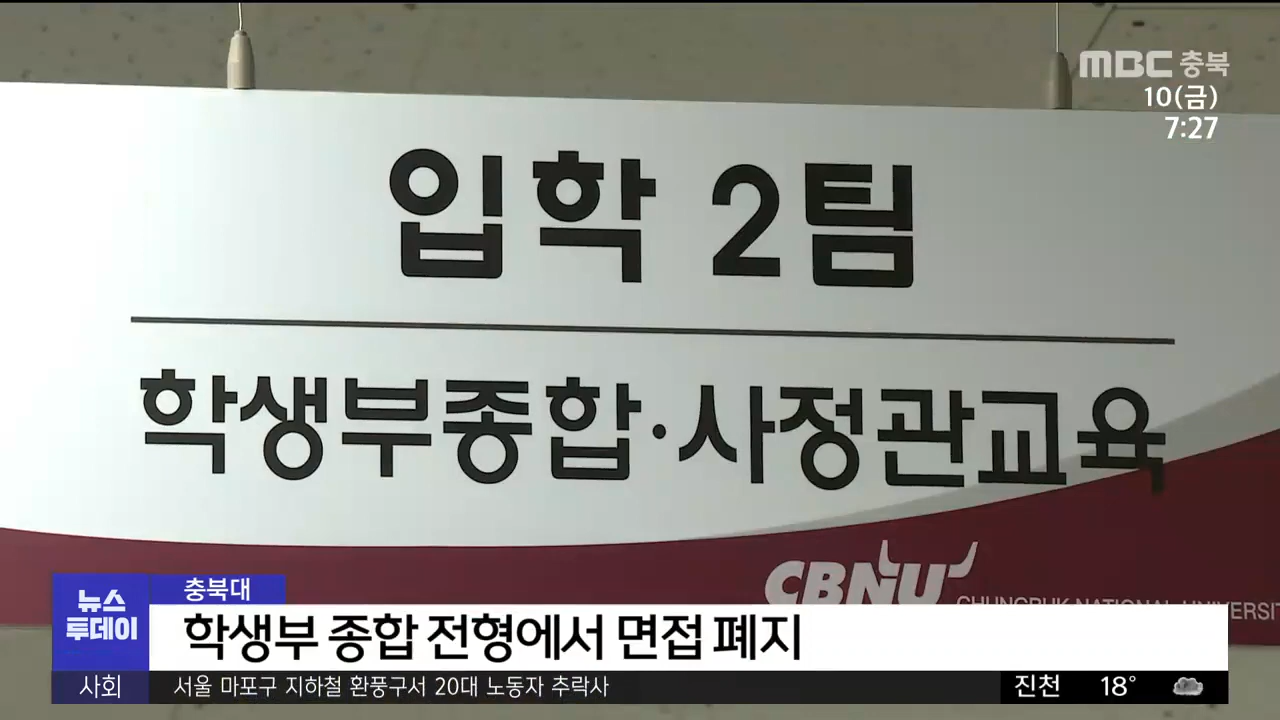 MBC 충북
10(금)
7:27
입학 2팀
학생부종합·사정관교육
CBNU
CHUNGBUK NATIONAL UNIVERSIT
뉴스
투데이
충북대
학생부 종합 전형에서 면접 폐지
사회
서울 마포구 지하철 환풍구서 20대 노동자 추락사
진천 18°